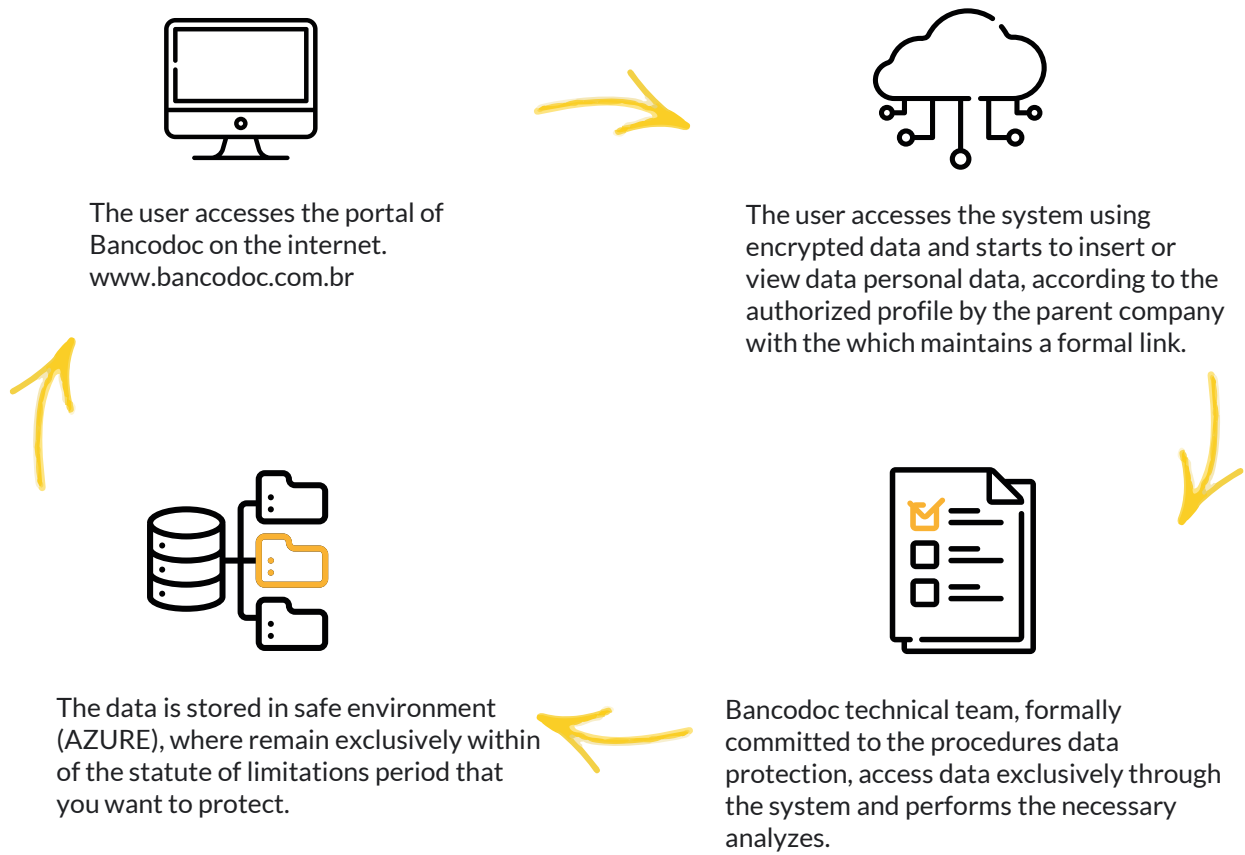 The user accesses the portal of
Bancodoc on the internet.
www.bancodoc.com.br
The user accesses the system using
encrypted data and starts to insert or
view data personal data, according to the
authorized profile by the parent company
with the which maintains a formal link.
Bancodoc technical team, formally
committed to the procedures data
protection, access data exclusively through
the system and performs the necessary
analyzes.
The data is stored in safe environment
(AZURE), where remain exclusively within
of the statute of limitations period that
you want to protect.